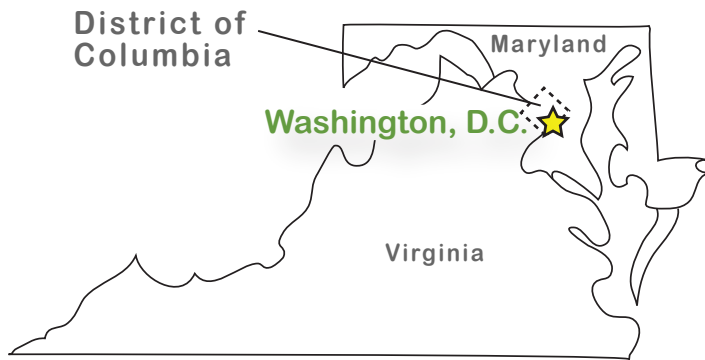 District of
Columbia
Maryland
Washington, D.C.
Virginia